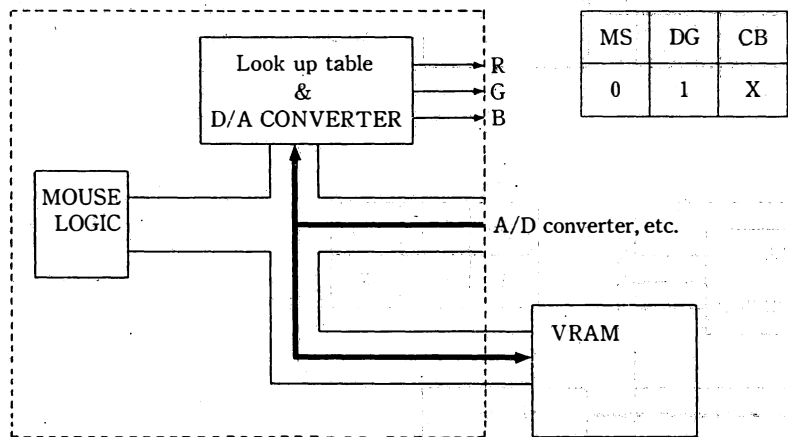 Look up table
&
D/A CONVERTER
R
G
B
MS DG CB
0 1 X
MOUSE
LOGIC
A/D converter, etc.
VRAM